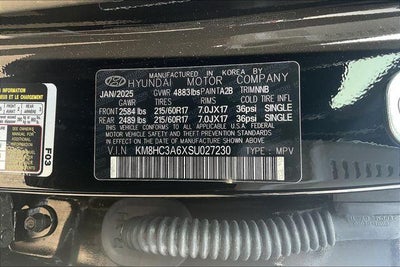 MANUFACTURED IN KOREA BY
HYUNDAI MOTOR COMPANY
JAN/2025 GVWR 4883lbs PAINTA2B TRIMNNB
GAWR TIRES RIMS COLD TIRE INFL
FRONT 2584 lbs 215/60R17 7.0JX17 36psi SINGLE
REAR 2489 lbs 215/60R17 7.0JX17 36psi SINGLE
THIS VEHICLE CONFORMS TO ALL APPLICABLE U.S. FEDERAL
MOTOR VEHICLE SAFETY AND THEFT PREVENTION STANDARDS IN
EFFECT ON THE DATE OF MANUFACTURE SHOWN ABOVE.
V.I.N KM8HC3A6XSU027230 TYPE : MPV
F03